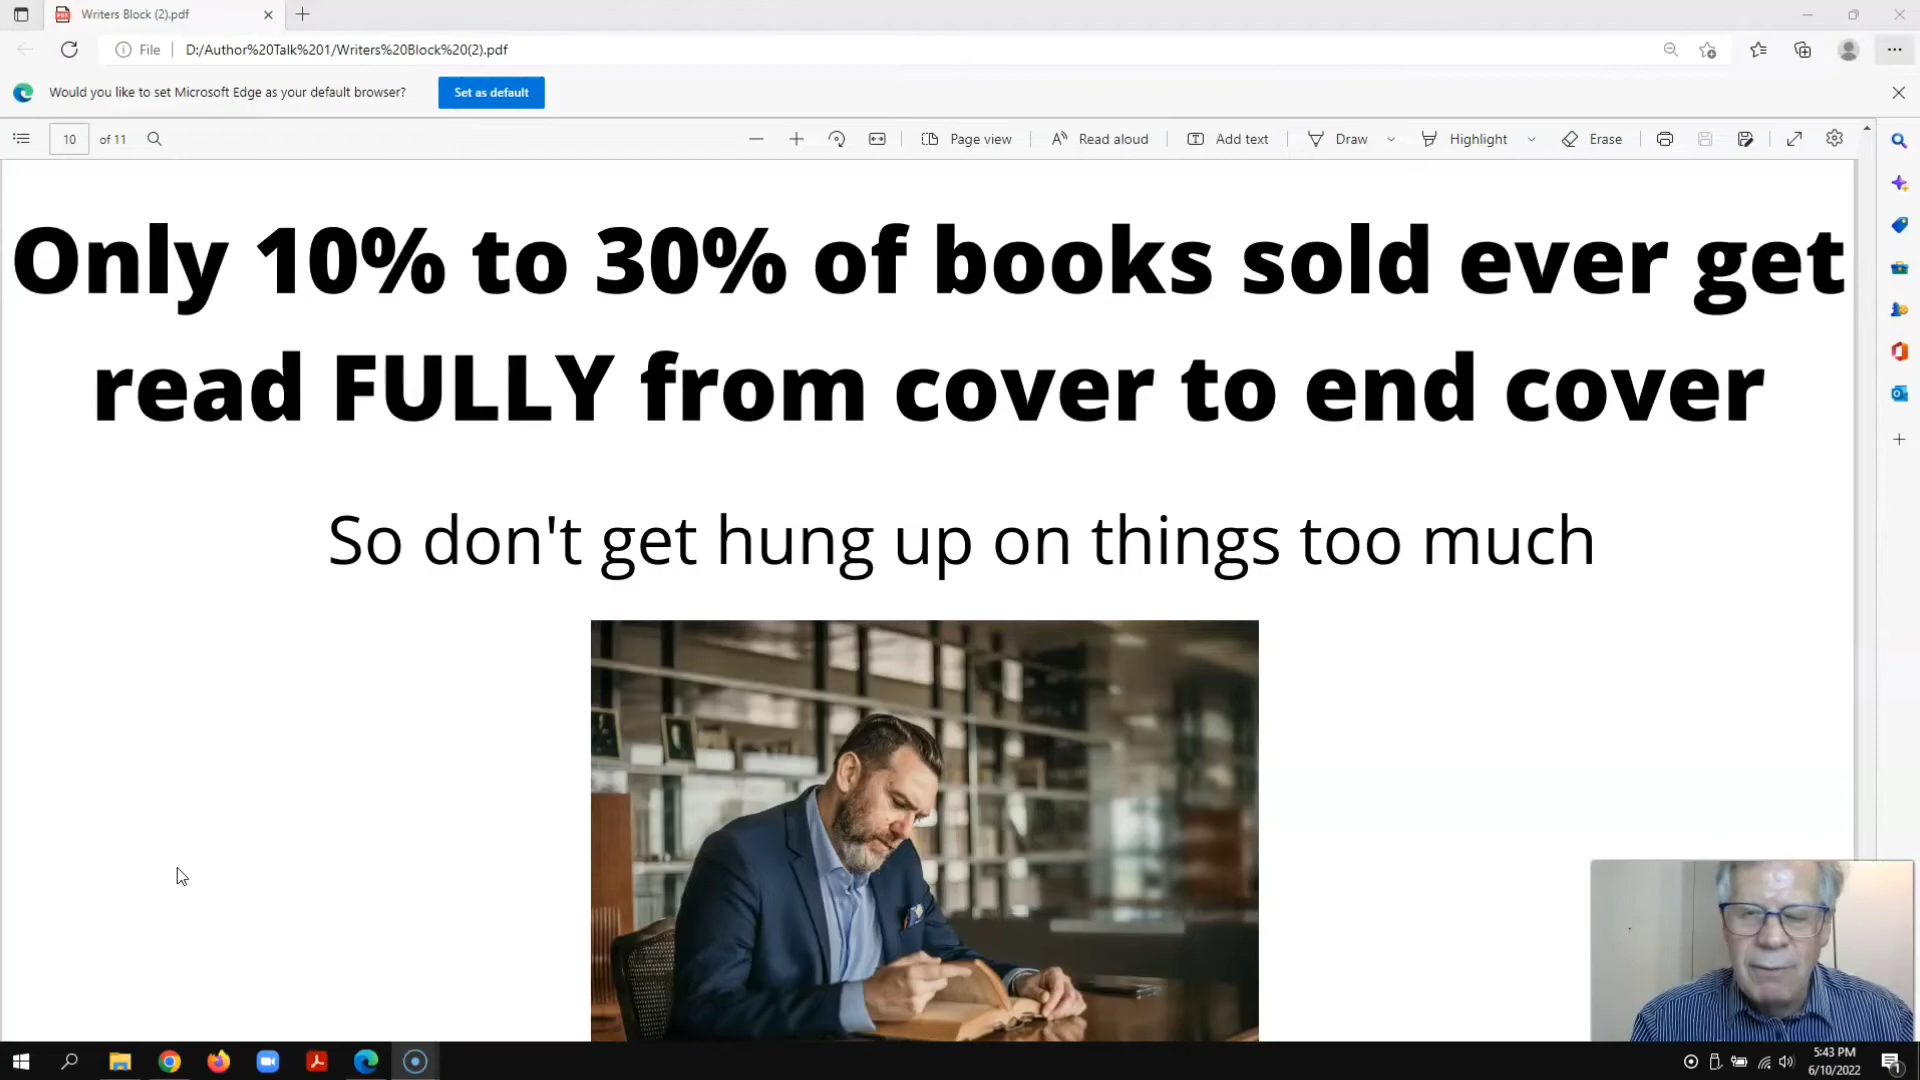 Writers Block (2).pdf
File
D:/Author%20Talk%201/Writers%20Block%20(2).pdf
Would you like to set Microsoft Edge as your default browser?
Set as default
10 of 11
Page view
Read aloud
Add text
Draw
Highlight
Erase
Only 10% to 30% of books sold ever get
read FULLY from cover to end cover
So don't get hung up on things too much
5:43 PM
6/10/2022
1